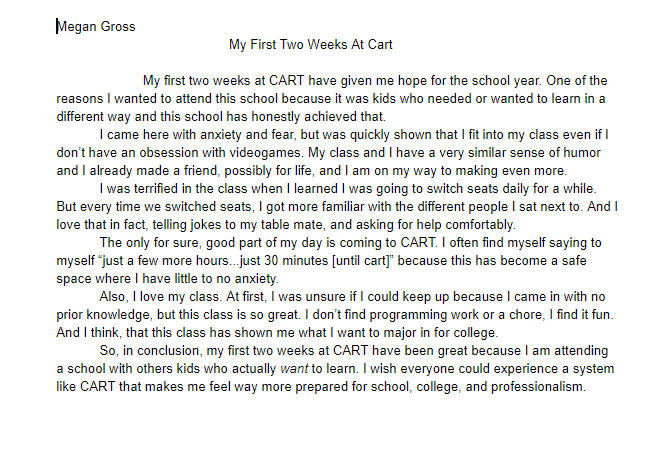 Megan Gross
My First Two Weeks At Cart
My first two weeks at CART have given me hope for the school year. One of the
reasons I wanted to attend this school because it was kids who needed or wanted to learn in a
different way and this school has honestly achieved that.
I came here with anxiety and fear, but was quickly shown that I fit into my class even if I
don't have an obsession with videogames. My class and I have a very similar sense of humor
and I already made a friend, possibly for life, and I am on my way to making even more.
I was terrified in the class when I learned I was going to switch seats daily for a while.
But every time we switched seats, I got more familiar with the different people I sat next to. And I
love that in fact, telling jokes to my table mate, and asking for help comfortably.
The only for sure, good part of my day is coming to CART. I often find myself saying to
myself “just a few more hours...just 30 minutes [until cart]” because this has become a safe
space where I have little to no anxiety.
Also, I love my class. At first, I was unsure if I could keep up because I came in with no
prior knowledge, but this class is so great. I don't find programming work or a chore, I find it fun.
And I think, that this class has shown me what I want to major in for college.
So, in conclusion, my first two weeks at CART have been great because I am attending
a school with others kids who actually want to learn. I wish everyone could experience a system
like CART that makes me feel way more prepared for school, college, and professionalism.